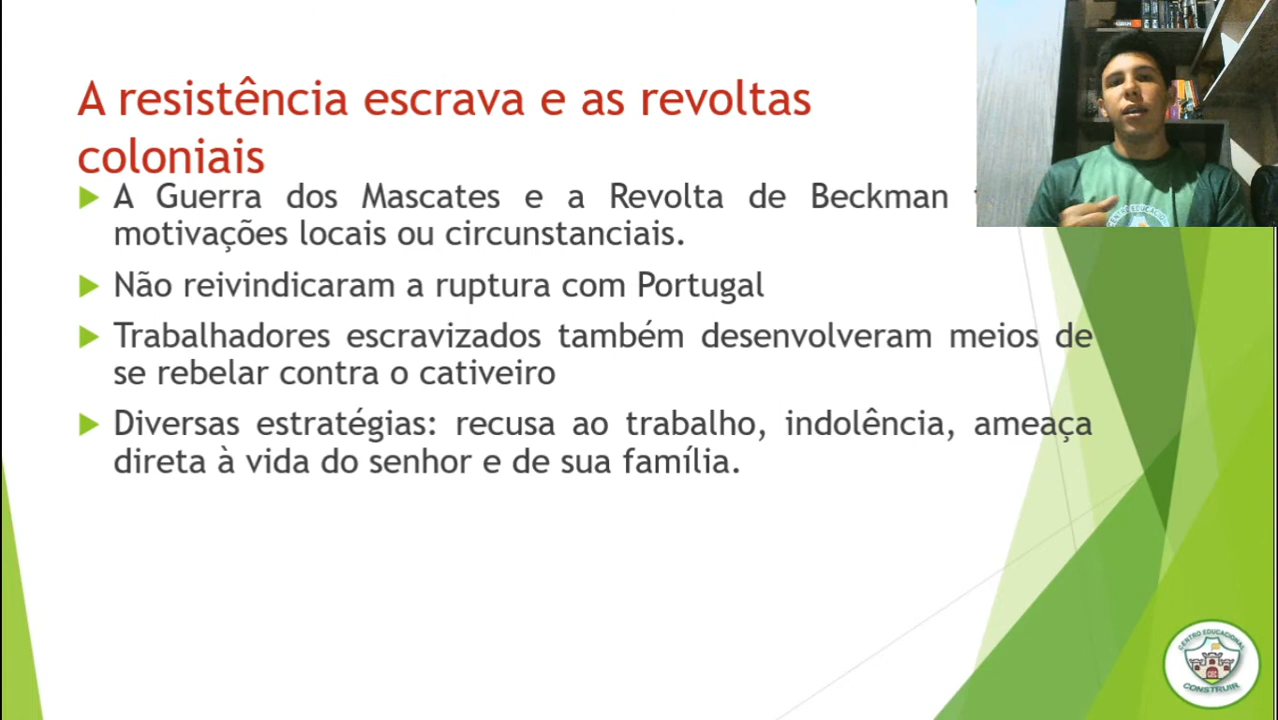 A resistência escrava e as revoltas
coloniais
A Guerra dos Mascates e a Revolta de Beckman
motivações locais ou circunstanciais.
Não reivindicaram a ruptura com Portugal
Trabalhadores escravizados também desenvolveram meios de
se rebelar contra o cativeiro
Diversas estratégias: recusa ao trabalho, indolência, ameaça
direta à vida do senhor e de sua família.
CENTRO EDUCACIONAL
CEC
CONSTRUIR